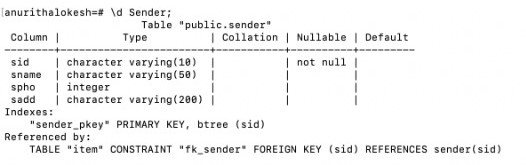 anurithalokesh=# \d Sender;
Table "public.sender"
Column | Type | Collation | Nullable | Default
--------+------------------------+-----------+----------+---------
sid | character varying(10) | | not null |
sname | character varying(50) | | |
spho | integer | | |
sadd | character varying(200) | | |
Indexes:
"sender_pkey" PRIMARY KEY, btree (sid)
Referenced by:
TABLE "item" CONSTRAINT "fk_sender" FOREIGN KEY (sid) REFERENCES sender(sid)